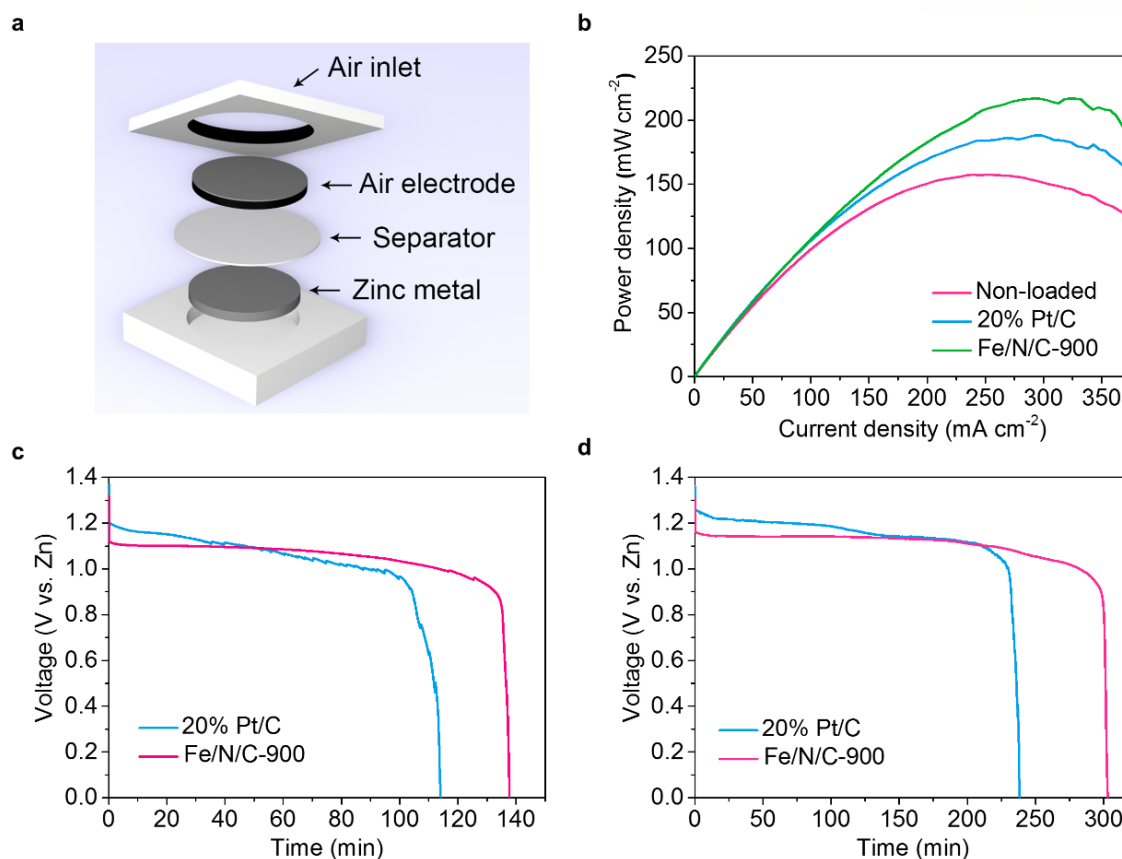 a
Air inlet
Air electrode
Separator
Zinc metal
b
250
200
150
100
50
0
Power density (mW cm-2)
Non-loaded
20% Pt/C
Fe/N/C-900
0 50 100 150 200 250 300 350
Current density (mA cm-2)
c
1.4
1.2
1.0
0.8
0.6
0.4
0.2
0.0
Voltage (V vs. Zn)
20% Pt/C
Fe/N/C-900
0 20 40 60 80 100 120 140
Time (min)
d
1.4
1.2
1.0
0.8
0.6
0.4
0.2
0.0
Voltage (V vs. Zn)
20% Pt/C
Fe/N/C-900
0 50 100 150 200 250 300
Time (min)